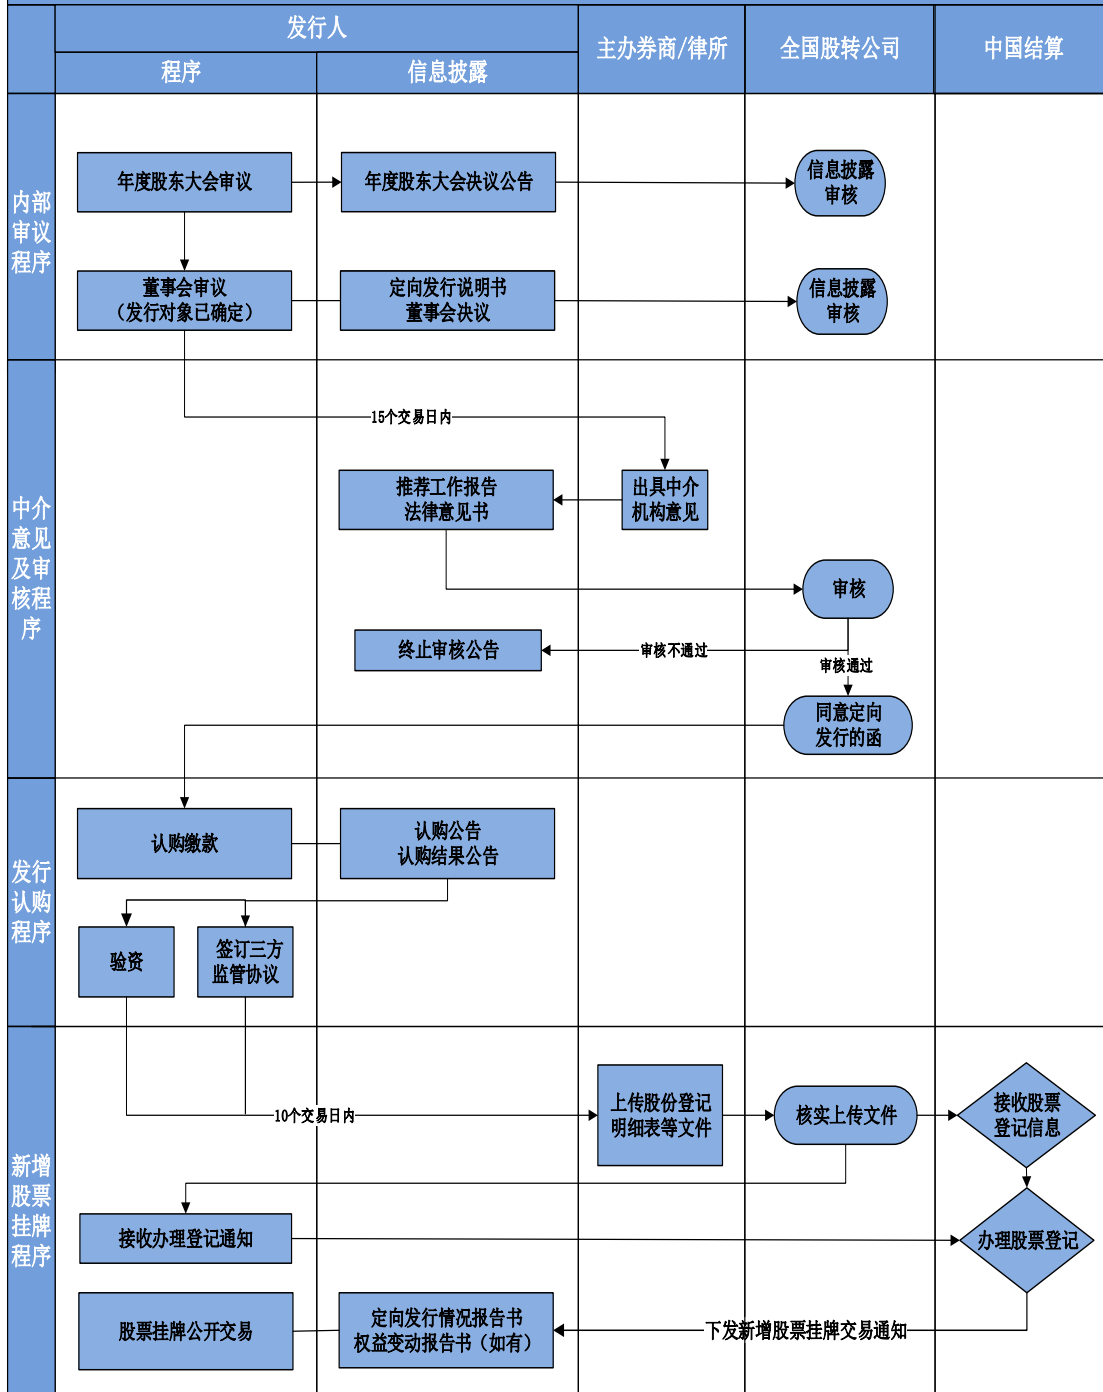 发行人
主办券商/律所
全国股转公司
中国结算
程序
信息披露
内部
审议
程序
年度股东大会审议
年度股东大会决议公告
信息披露
审核
董事会审议
（发行对象已确定）
定向发行说明书
董事会决议
信息披露
审核
中介
意见
及审
核程
序
15个交易日内
推荐工作报告
法律意见书
出具中介
机构意见
审核
终止审核公告
审核不通过
审核通过
同意定向
发行的函
发行
认购
程序
认购缴款
认购公告
认购结果公告
验资
签订三方
监管协议
新增
股票
挂牌
程序
10个交易日内
上传股份登记
明细表等文件
核实上传文件
接收股票
登记信息
接收办理登记通知
办理股票登记
股票挂牌公开交易
定向发行情况报告书
权益变动报告书（如有）
下发新增股票挂牌交易通知